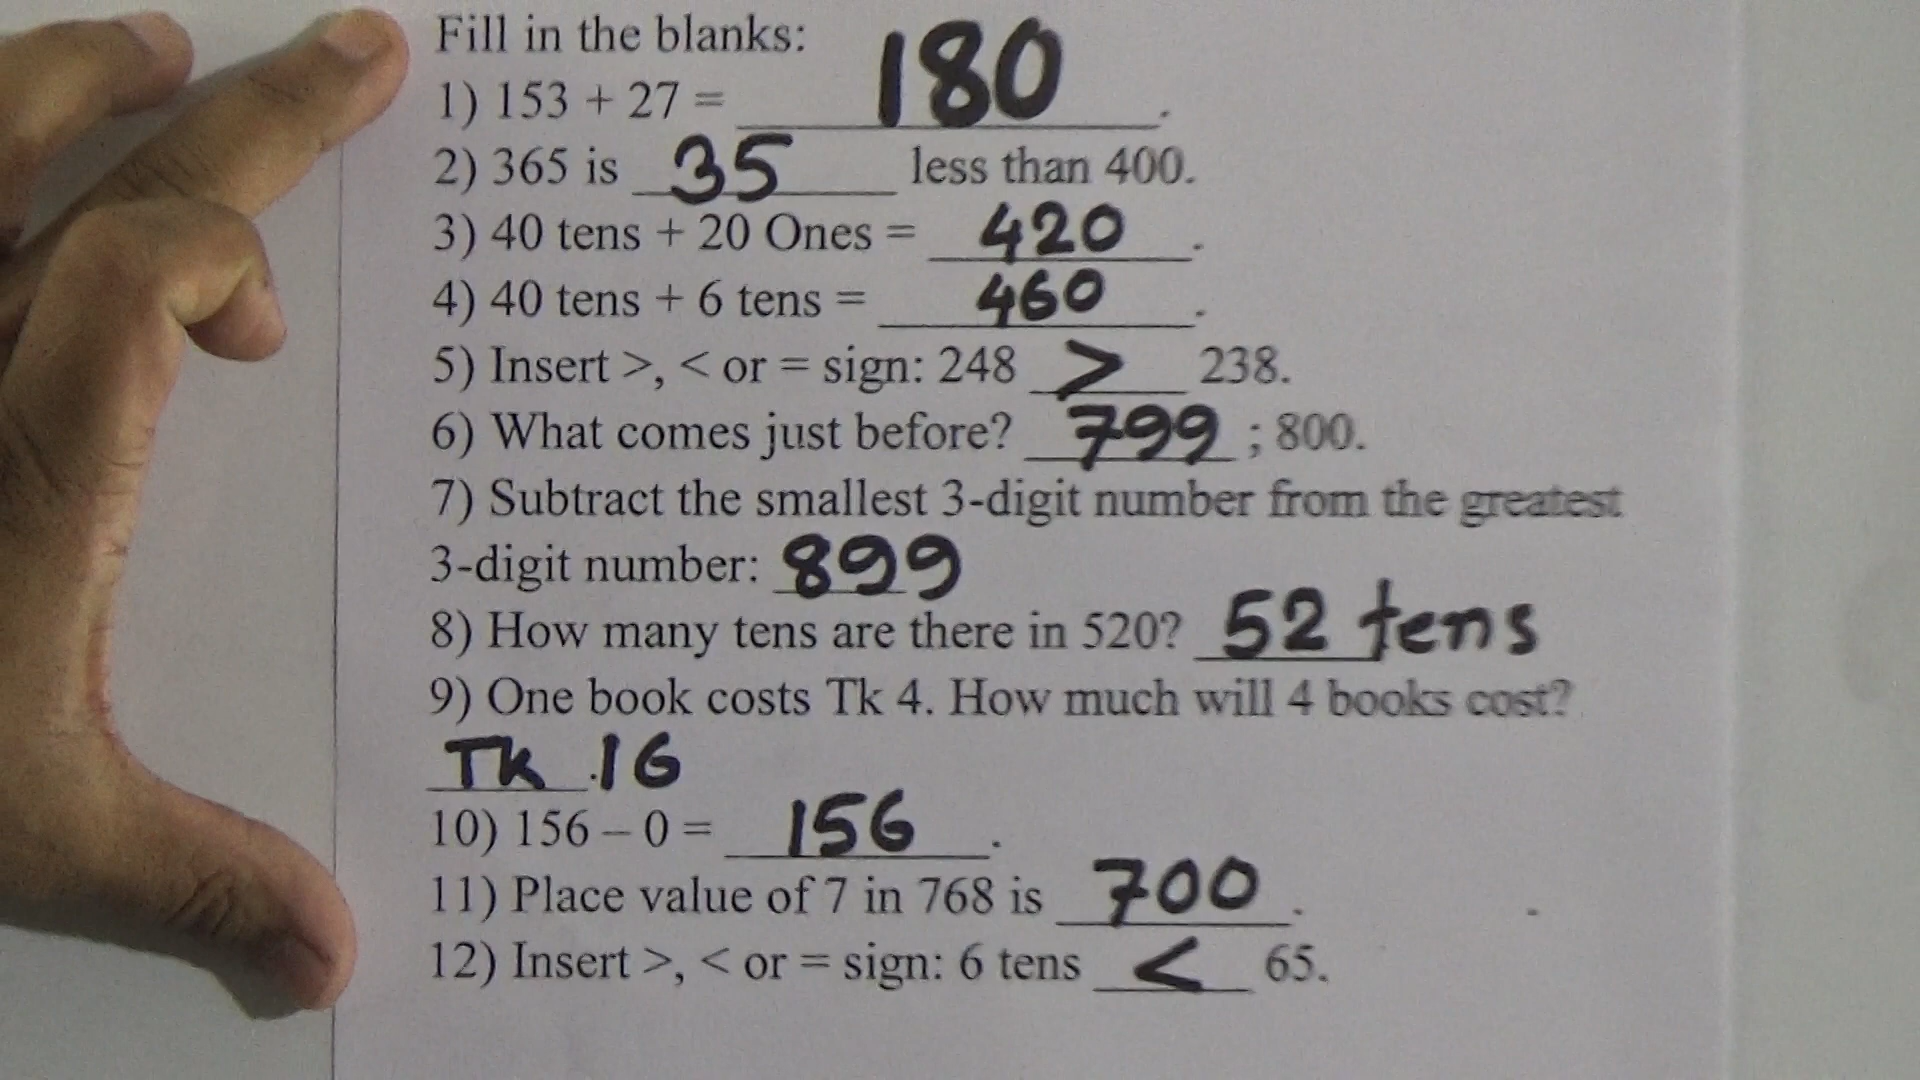 Fill in the blanks:
1) 153 + 27 = 180.
2) 365 is 35 less than 400.
3) 40 tens + 20 Ones = 420.
4) 40 tens + 6 tens = 460.
5) Insert >, < or = sign: 248 > 238.
6) What comes just before? 799 ; 800.
7) Subtract the smallest 3-digit number from the greatest
3-digit number: 899
8) How many tens are there in 520? 52 tens
9) One book costs Tk 4. How much will 4 books cost?
Tk. 16
10) 156 – 0 = 156.
11) Place value of 7 in 768 is 700.
12) Insert >, < or = sign: 6 tens < 65.